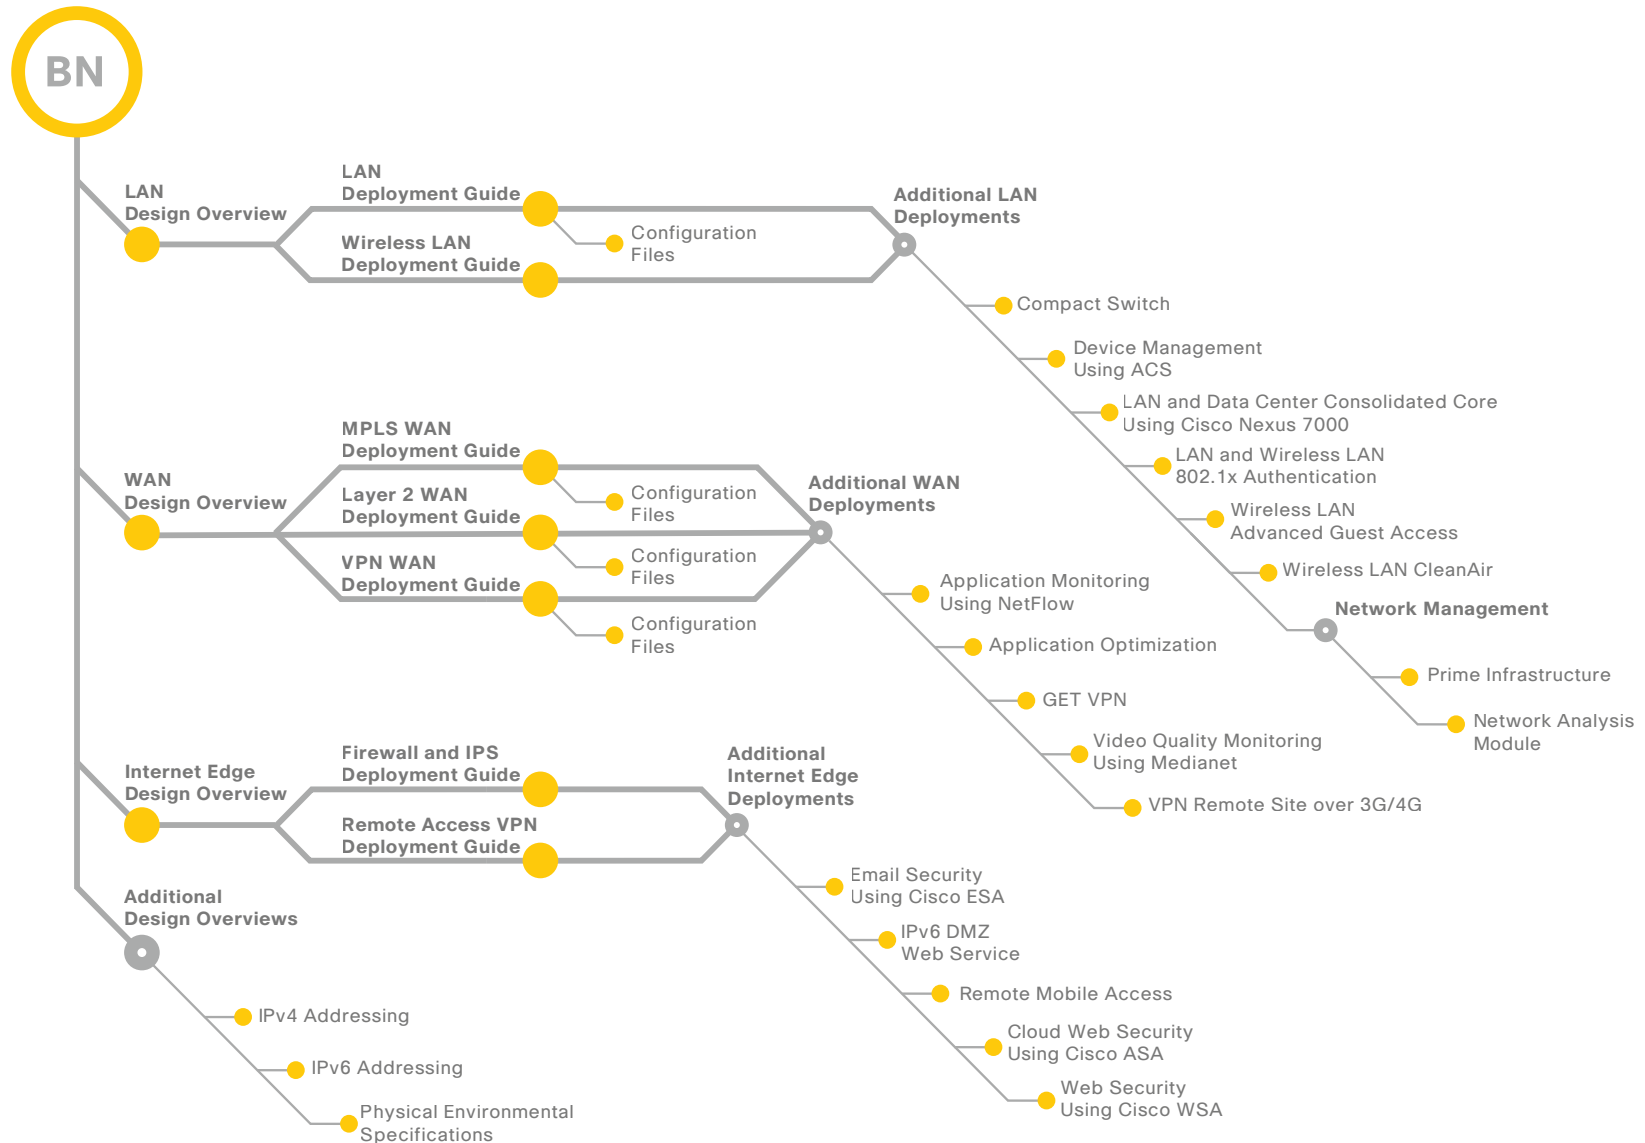 BN
LAN
Design Overview
LAN
Deployment Guide
Configuration
Files
Wireless LAN
Deployment Guide
Additional LAN
Deployments
Compact Switch
Device Management
Using ACS
LAN and Data Center Consolidated Core
Using Cisco Nexus 7000
LAN and Wireless LAN
802.1x Authentication
Wireless LAN
Advanced Guest Access
Wireless LAN CleanAir
Network Management
Prime Infrastructure
Network Analysis
Module
WAN
Design Overview
MPLS WAN
Deployment Guide
Configuration
Files
Layer 2 WAN
Deployment Guide
Configuration
Files
VPN WAN
Deployment Guide
Configuration
Files
Additional WAN
Deployments
Application Monitoring
Using NetFlow
Application Optimization
GET VPN
Video Quality Monitoring
Using Medianet
VPN Remote Site over 3G/4G
Internet Edge
Design Overview
Firewall and IPS
Deployment Guide
Remote Access VPN
Deployment Guide
Additional
Internet Edge
Deployments
Email Security
Using Cisco ESA
IPv6 DMZ
Web Service
Remote Mobile Access
Cloud Web Security
Using Cisco ASA
Web Security
Using Cisco WSA
Additional
Design Overviews
IPv4 Addressing
IPv6 Addressing
Physical Environmental
Specifications